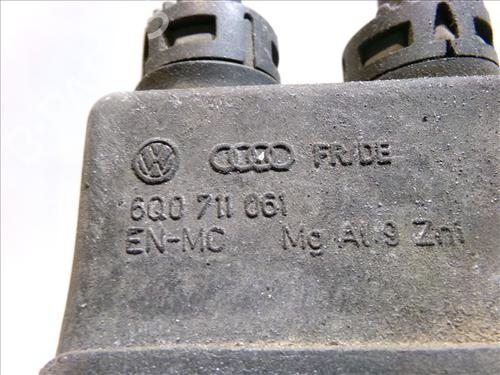 FR/DE
6Q0 711 061
EN-MC Mg Al 9 Zn1